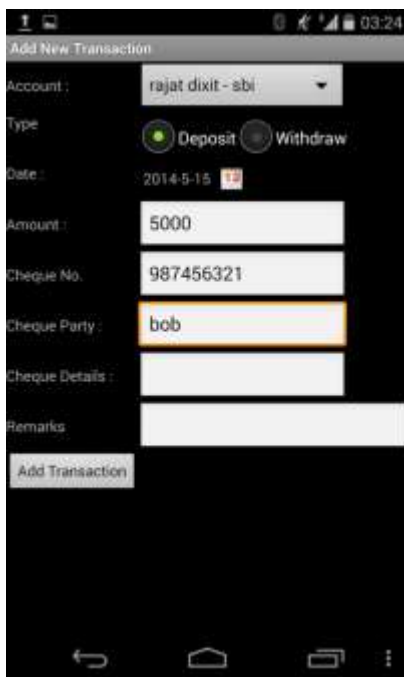 03:24
Add New Transaction
Account :
rajat dixit - sbi
Type
Deposit Withdraw
Date :
2014-5-15
Amount :
5000
Cheque No.
987456321
Cheque Party :
bob
Cheque Details :
Remarks
Add Transaction